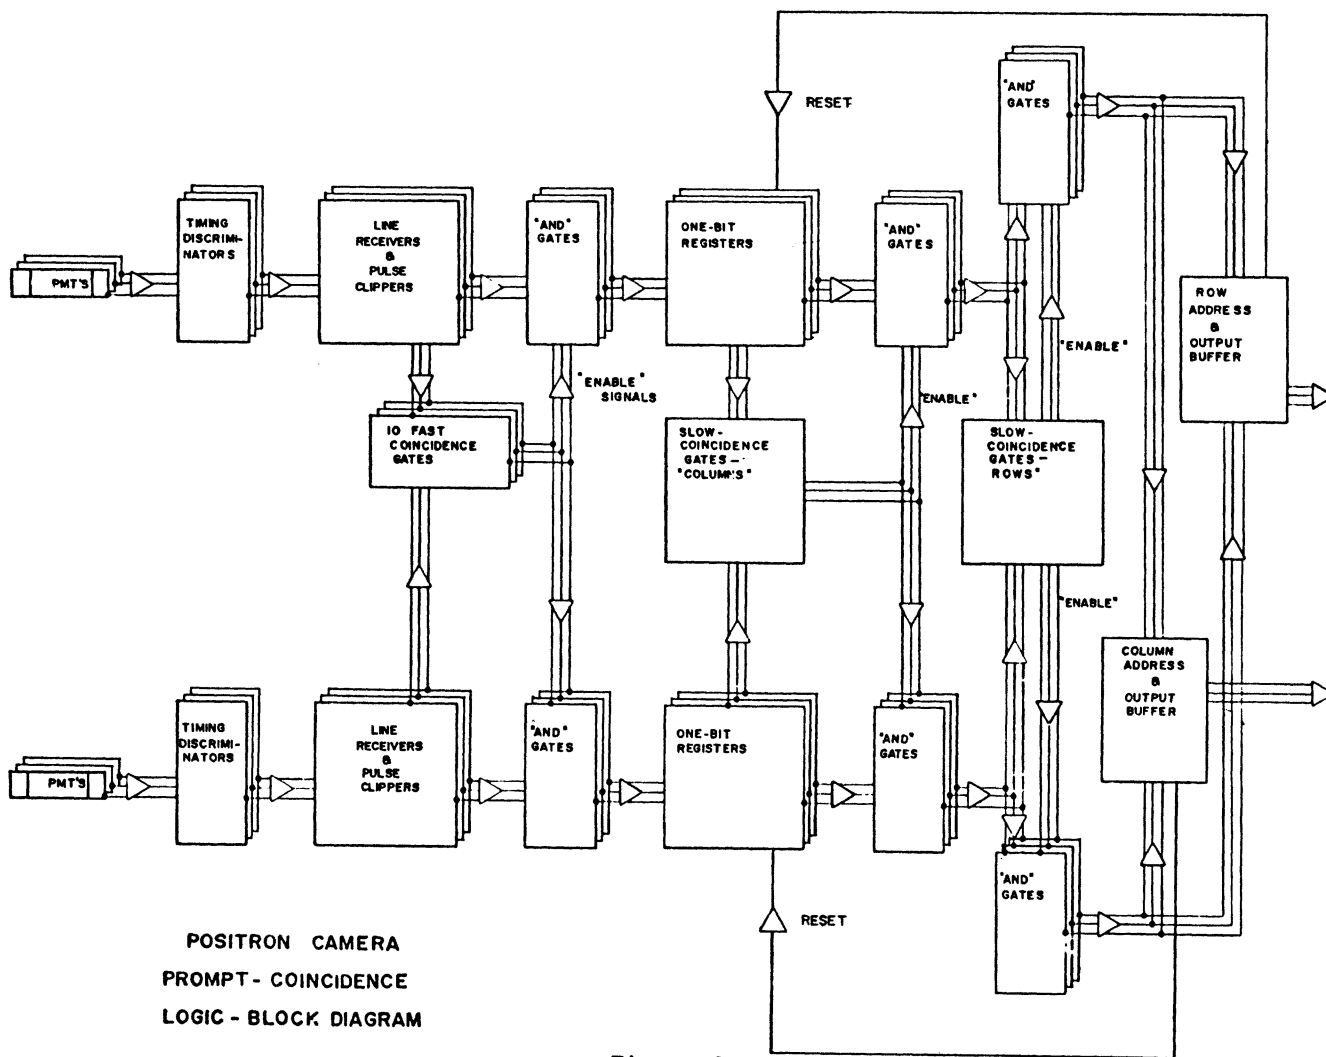 RESET
"AND"
GATES
TIMING
DISCRIMI-
NATORS
LINE
RECEIVERS
&
PULSE
CLIPPERS
"AND"
GATES
ONE-BIT
REGISTERS
"AND"
GATES
PMT'S
ROW
ADDRESS
&
OUTPUT
BUFFER
"ENABLE"
SIGNALS
"ENABLE"
"ENABLE"
10 FAST
COINCIDENCE
GATES
SLOW-
COINCIDENCE
GATES-
"COLUMNS"
SLOW-
COINCIDENCE
GATES-
ROWS"
"ENABLE"
COLUMN
ADDRESS
&
OUTPUT
BUFFER
TIMING
DISCRIMI-
NATORS
LINE
RECEIVERS
&
PULSE
CLIPPERS
"AND"
GATES
ONE-BIT
REGISTERS
"AND"
GATES
PMT'S
"AND"
GATES
RESET
POSITRON CAMERA
PROMPT-COINCIDENCE
LOGIC-BLOCK DIAGRAM